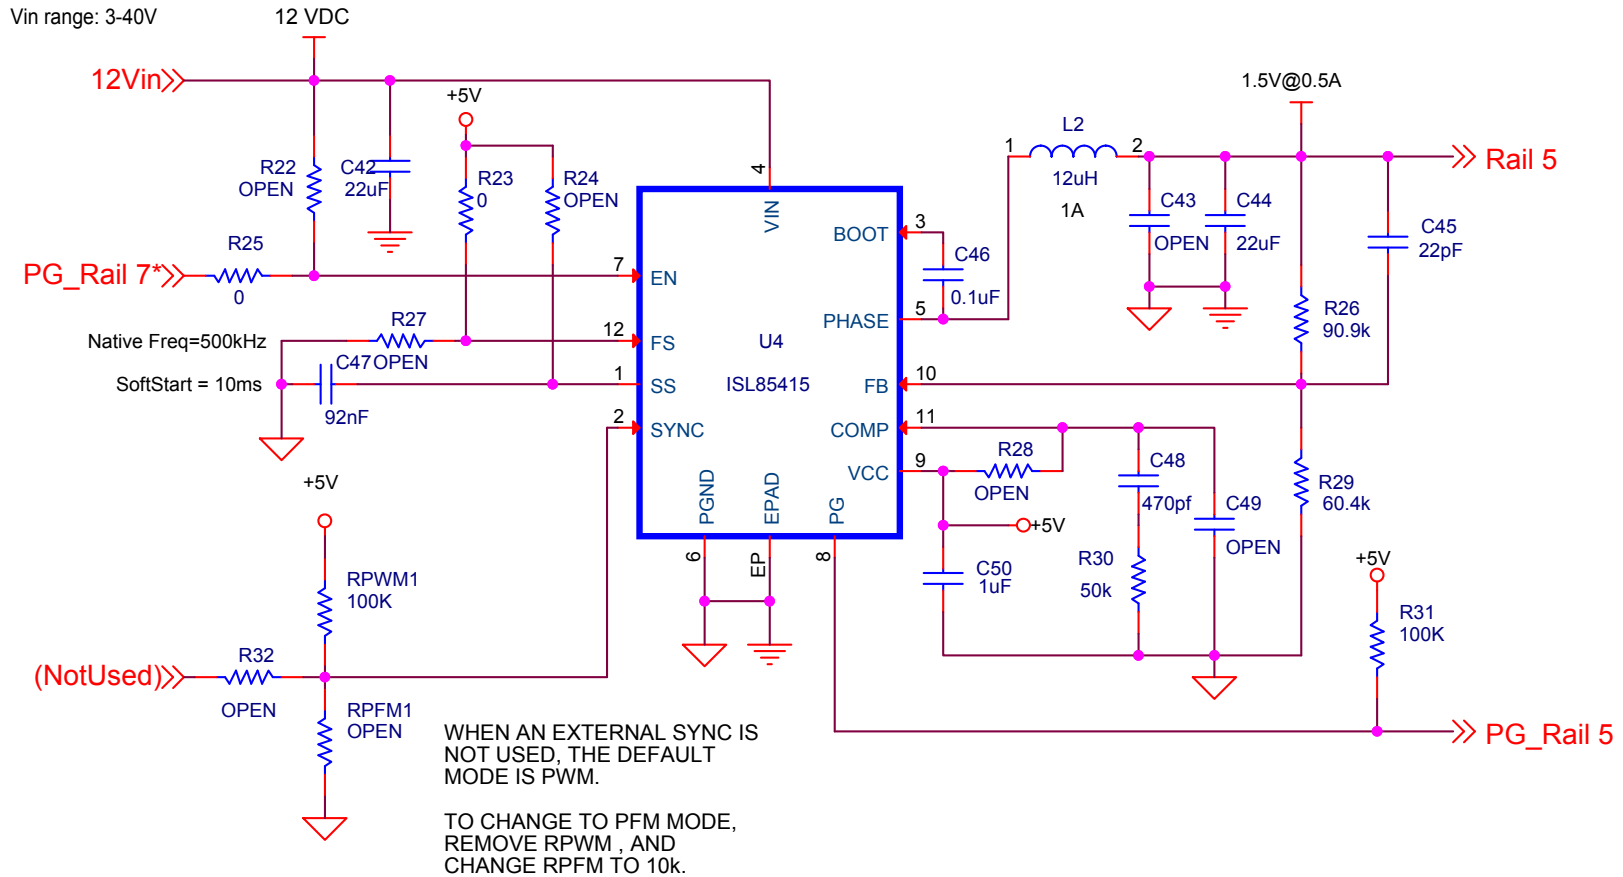 Vin range: 3-40V
12 VDC
12Vin
+5V
1.5V@0.5A
L2
1
2
12uH
1A
Rail 5
R22
OPEN
C42
22uF
R23
0
R24
OPEN
4
VIN
C43
OPEN
C44
22uF
C45
22pF
BOOT
3
C46
0.1uF
R25
0
PG_Rail 7*
7
EN
PHASE
5
R26
90.9k
Native Freq=500kHz
R27
OPEN
12
FS
U4
ISL85415
SoftStart = 10ms
C47
92nF
1
SS
FB
10
2
SYNC
COMP
11
VCC
9
R28
OPEN
C48
470pf
C49
OPEN
R29
60.4k
PGND
EPAD
PG
6
EP
8
+5V
C50
1uF
R30
50k
+5V
R31
100K
+5V
RPWM1
100K
(NotUsed)
R32
OPEN
RPFM1
OPEN
PG_Rail 5
WHEN AN EXTERNAL SYNC IS
NOT USED, THE DEFAULT
MODE IS PWM.
TO CHANGE TO PFM MODE,
REMOVE RPWM , AND
CHANGE RPFM TO 10k.